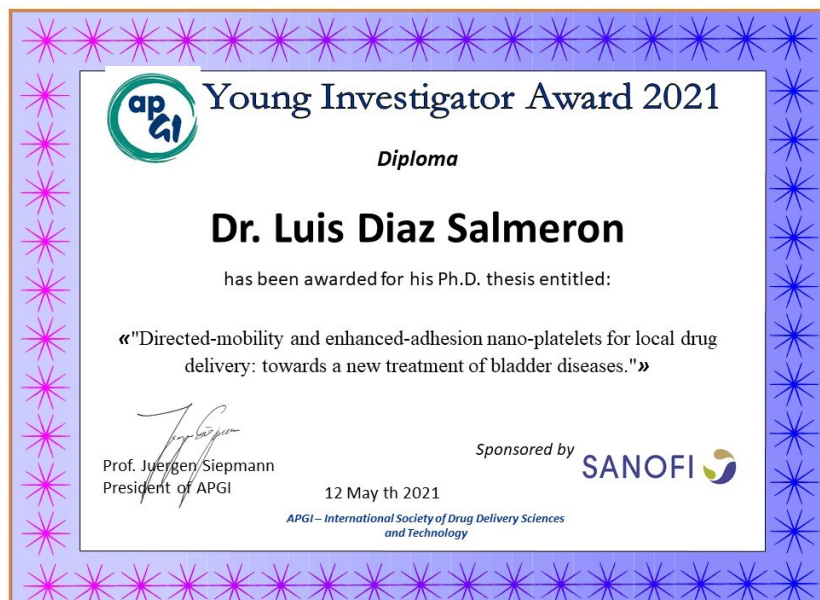 apGI
Young Investigator Award 2021
Diploma
Dr. Luis Diaz Salmeron
has been awarded for his Ph.D. thesis entitled:
«"Directed-mobility and enhanced-adhesion nano-platelets for local drug
delivery: towards a new treatment of bladder diseases."»
Prof. Juergen Siepmann
President of APGI
Sponsored by
SANOFI
12 May th 2021
APGI – International Society of Drug Delivery Sciences
and Technology